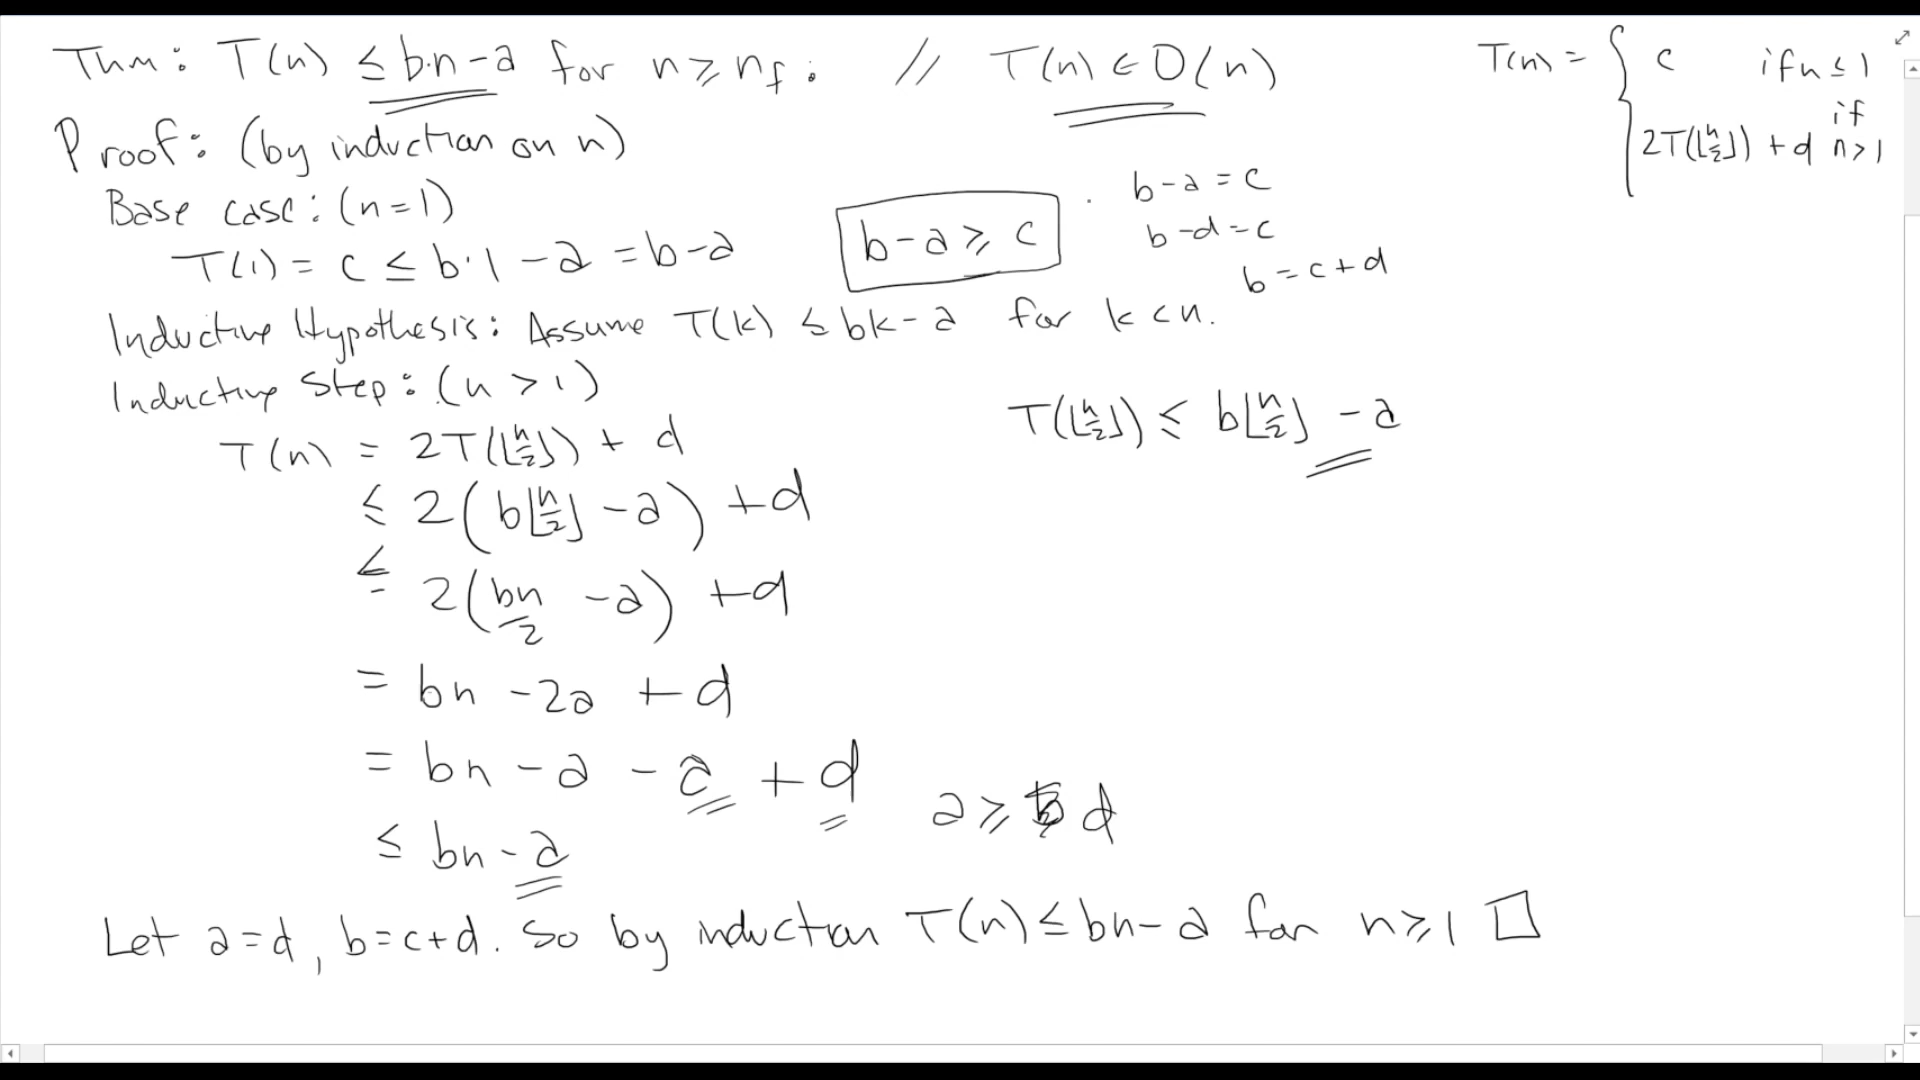 Thm: T(n) ≤ b·n - a for n ≥ n_f: // T(n) ∈ O(n)
T(n) = { c if n ≤ 1
2T(⌊n/2⌋) + d if n > 1
Proof: (by induction on n)
Base case: (n=1)
T(1) = c ≤ b·1 - a = b-a
b-a ≥ c
b-a = c
b-d = c
b = c+d
Inductive Hypothesis: Assume T(k) ≤ bk-a for k < n.
Inductive Step: (n > 1)
T(⌊n/2⌋) ≤ b⌊n/2⌋ - a
T(n) = 2T(⌊n/2⌋) + d
≤ 2(b⌊n/2⌋ - a) + d
≤ 2(bn/2 - a) + d
= bn - 2a + d
= bn - a - a + d
a ≥ d
≤ bn - a
Let a=d, b=c+d. So by induction T(n) ≤ bn-a for n ≥ 1 □